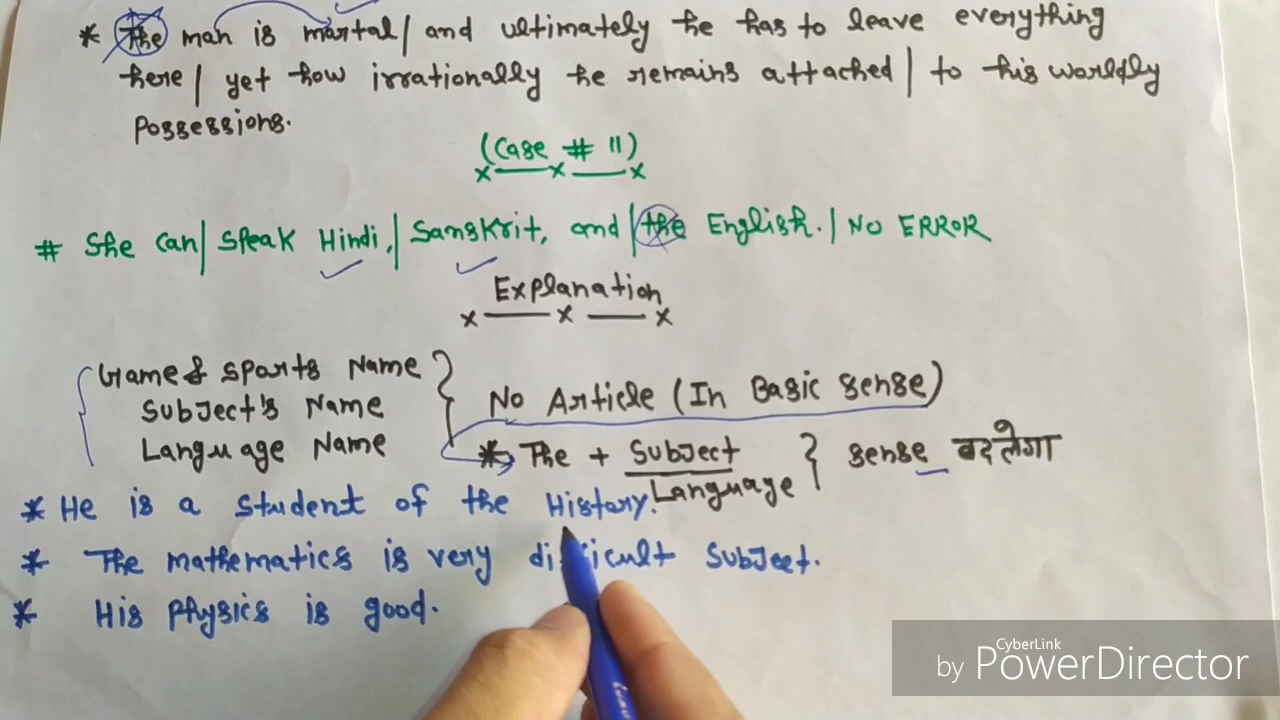 * The man is mortal/ and ultimately he has to leave everything
here/ yet how irrationally he remains attached/ to his worldly
possessions.
(Case # 11)
x — x — x
# She can/ speak Hindi,/ Sanskrit, and/ the English./ NO ERROR
Explanation
x — x — x
Game & sports Name
Subject's Name
Language Name
No Article (In Basic sense)
* The + Subject
Language
sense बदलेगा
* He is a student of the History.
* The mathematics is very difficult subject.
* His physics is good.
CyberLink
by PowerDirector